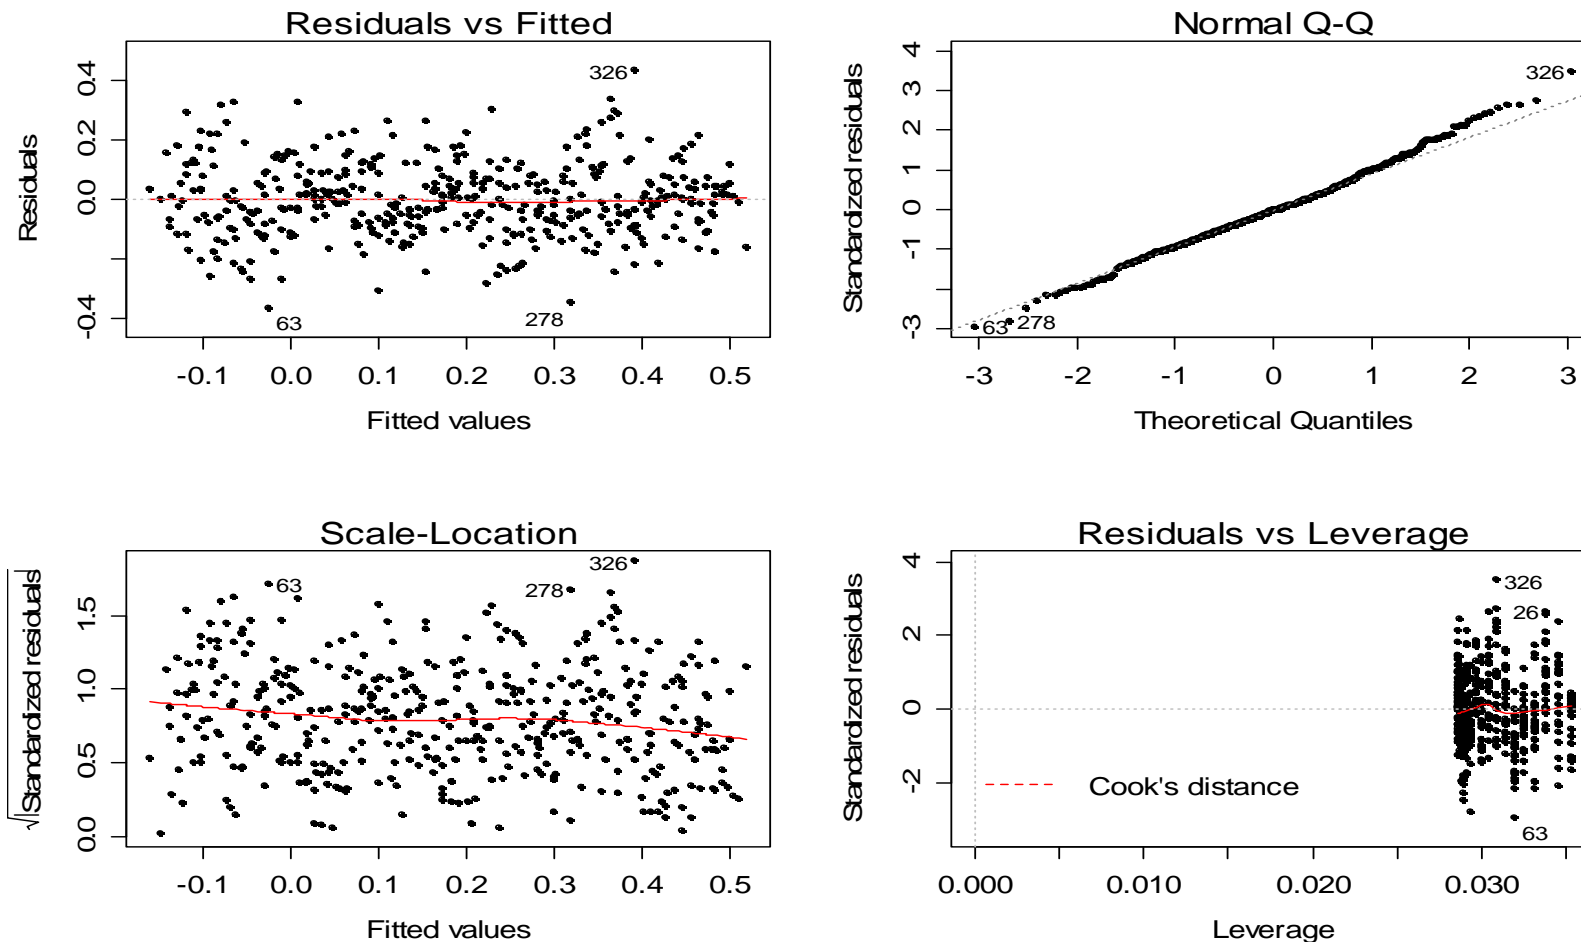 Residuals vs Fitted
Residuals
0.4
0.2
0.0
-0.4
326
63
278
-0.1 0.0 0.1 0.2 0.3 0.4 0.5
Fitted values
Normal Q-Q
Standardized residuals
4
3
2
1
0
-1
-3
326
63
278
-3 -2 -1 0 1 2 3
Theoretical Quantiles
Scale-Location
√|Standardized residuals|
1.5
1.0
0.5
0.0
63
278
326
-0.1 0.0 0.1 0.2 0.3 0.4 0.5
Fitted values
Residuals vs Leverage
Standardized residuals
4
2
0
-2
326
26
63
Cook's distance
0.000 0.010 0.020 0.030
Leverage